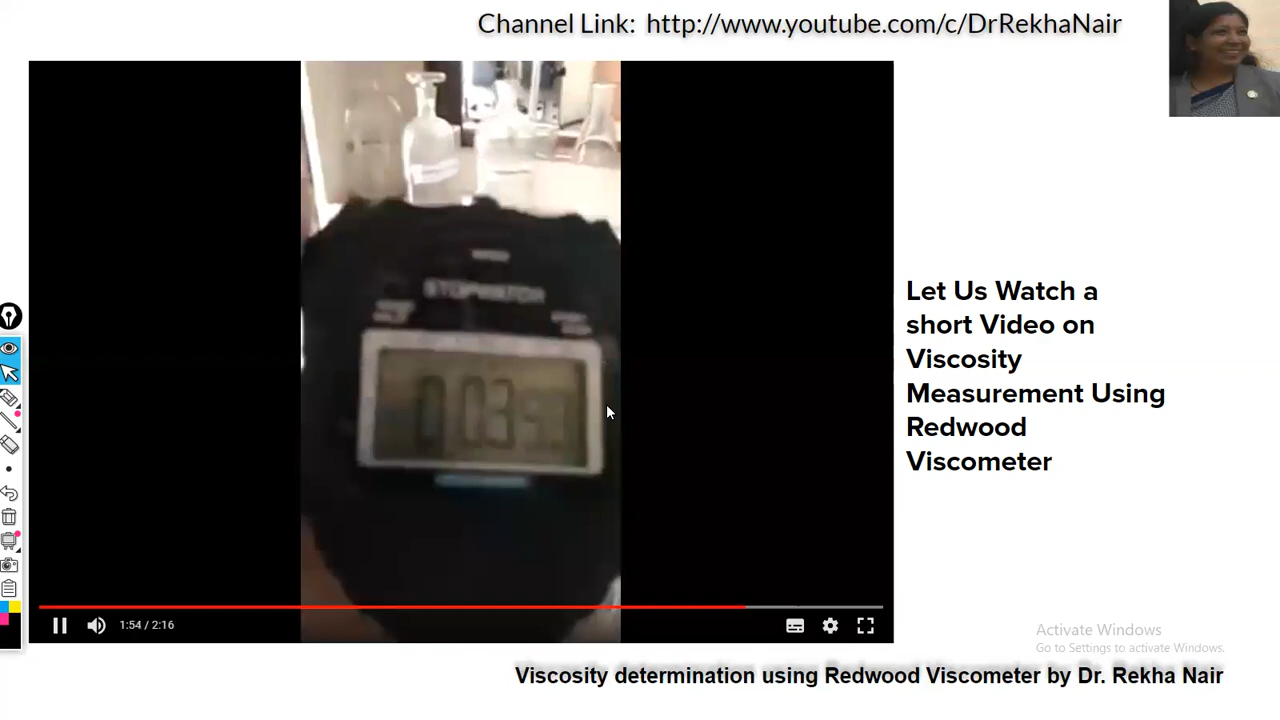 Channel Link: http://www.youtube.com/c/DrRekhaNair
STOPWATCH
Let Us Watch a
short Video on
Viscosity
Measurement Using
Redwood
Viscometer
1:54 / 2:16
Activate Windows
Go to Settings to activate Windows.
Viscosity determination using Redwood Viscometer by Dr. Rekha Nair